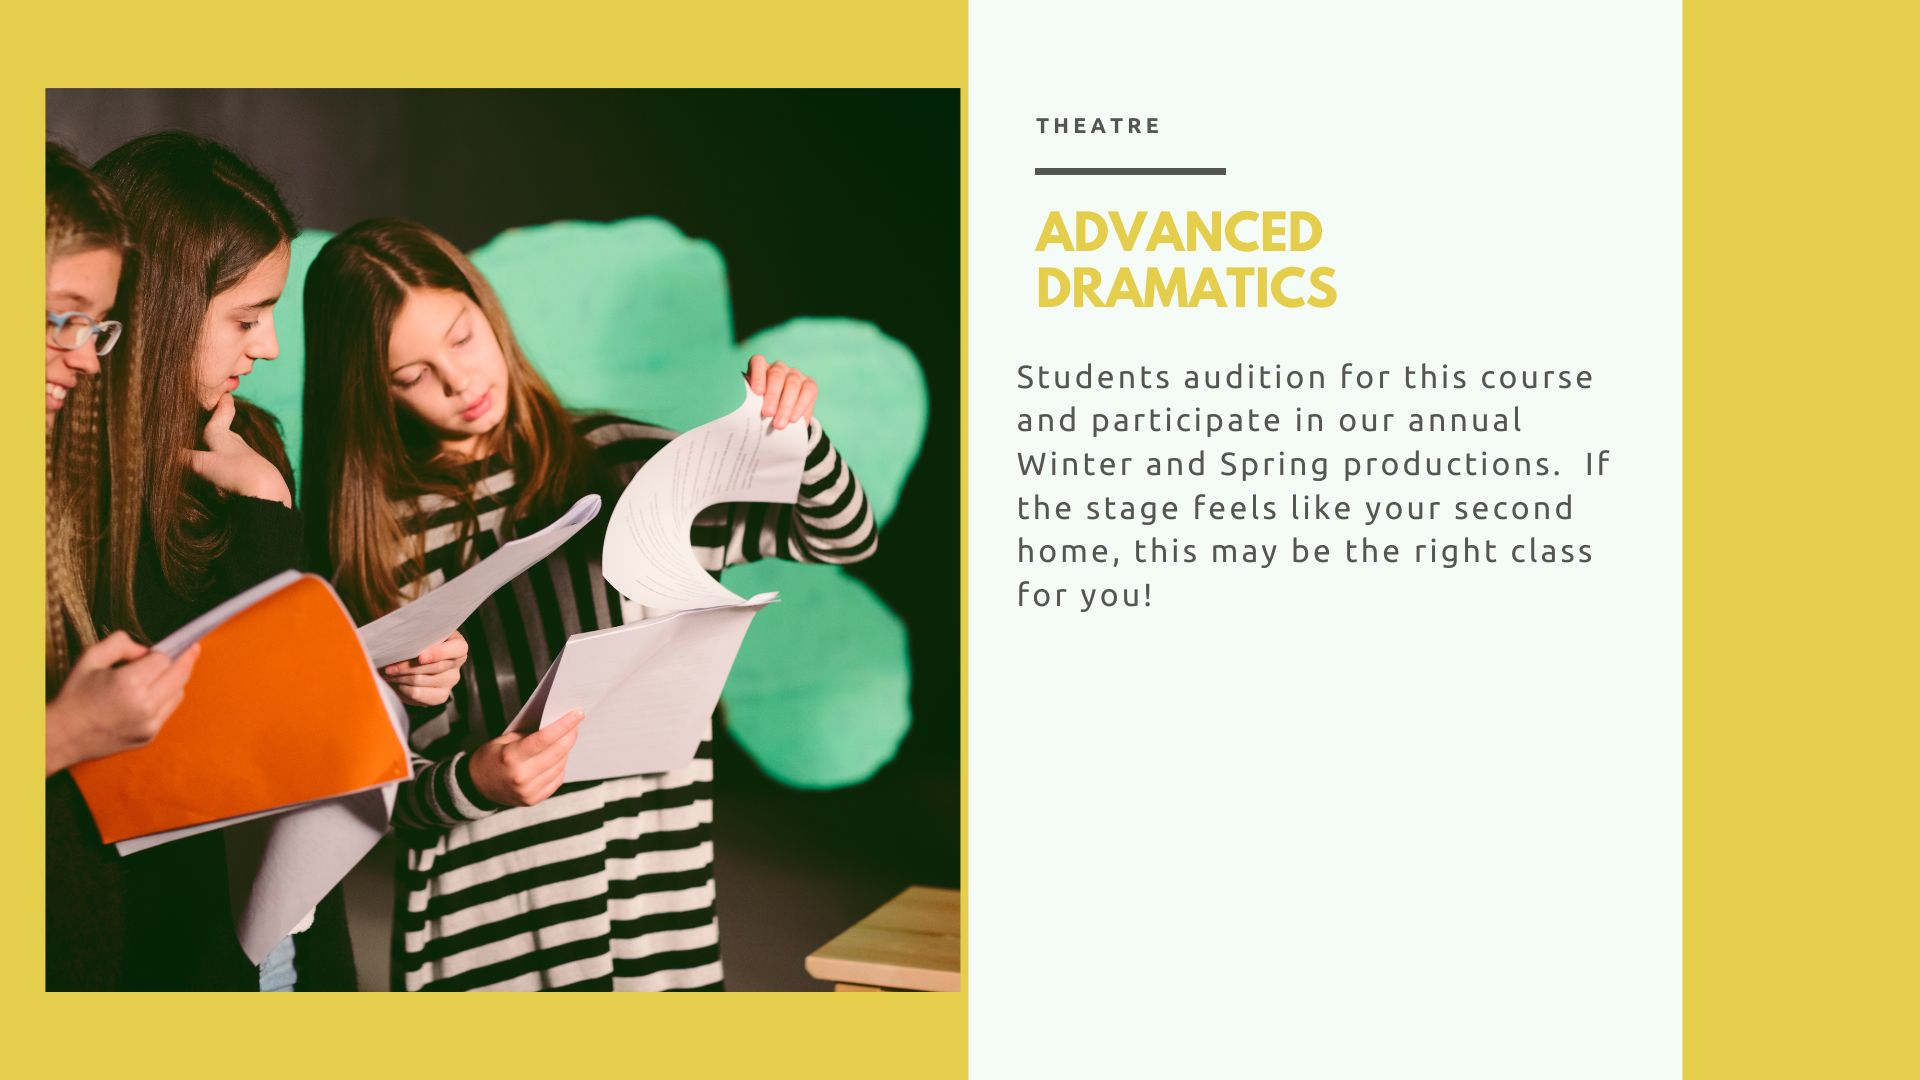 THEATRE
ADVANCED
DRAMATICS
Students audition for this course
and participate in our annual
Winter and Spring productions.  If
the stage feels like your second
home, this may be the right class
for you!